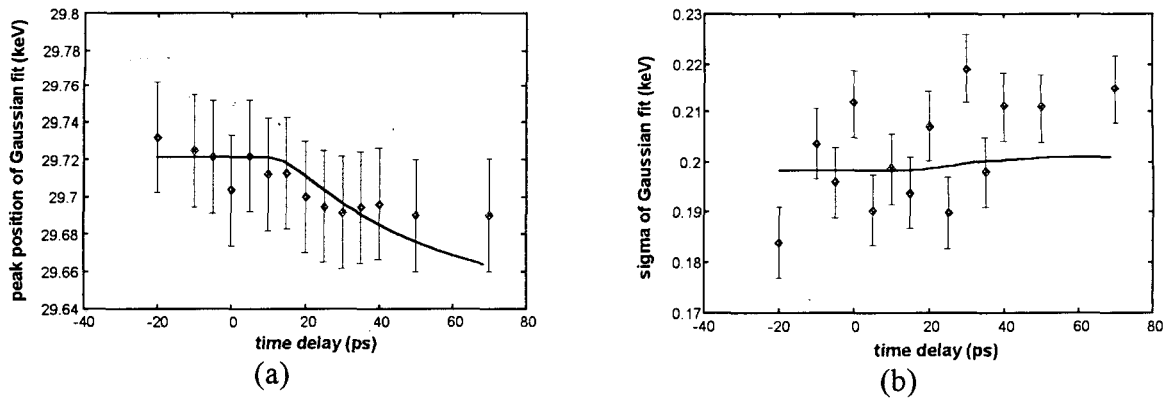 peak position of Gaussian fit (keV)
29.8
29.78
29.76
29.74
29.72
29.7
29.68
29.66
29.64
-40 -20 0 20 40 60 80
time delay (ps)
(a)
sigma of Gaussian fit (keV)
0.23
0.22
0.21
0.2
0.19
0.18
0.17
-40 -20 0 20 40 60 80
time delay (ps)
(b)